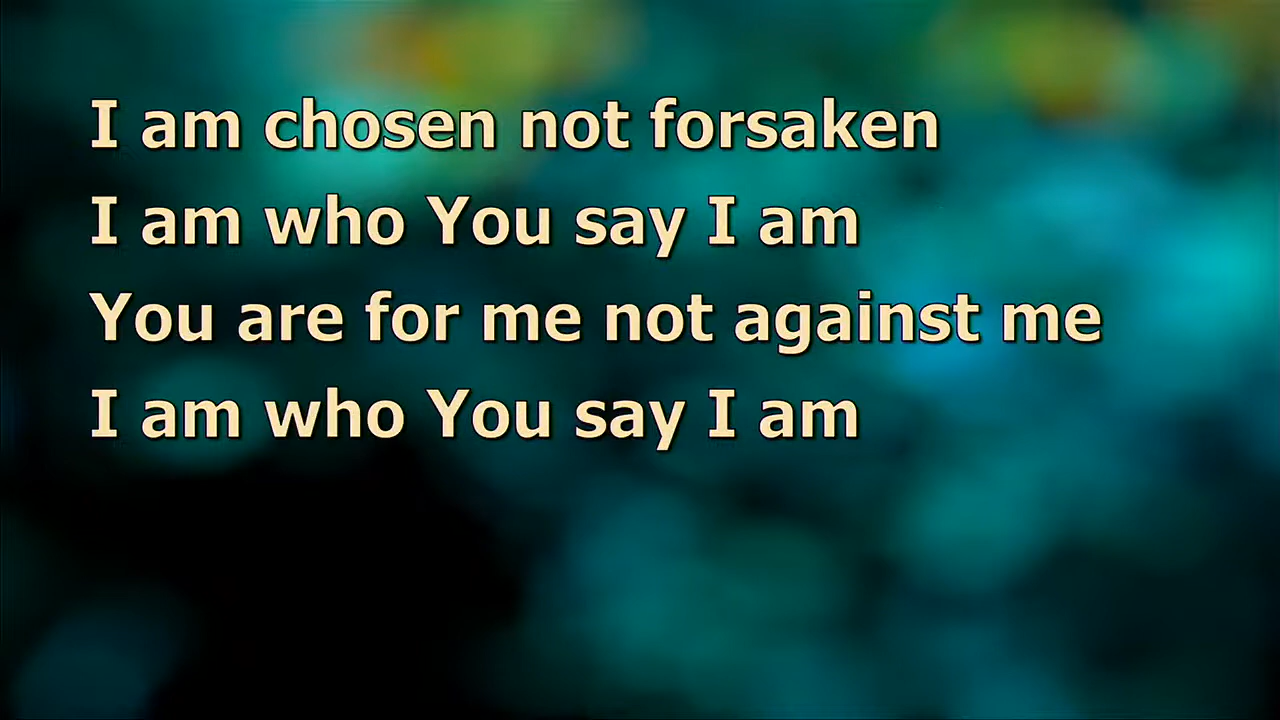 I am chosen not forsaken
I am who You say I am
You are for me not against me
I am who You say I am